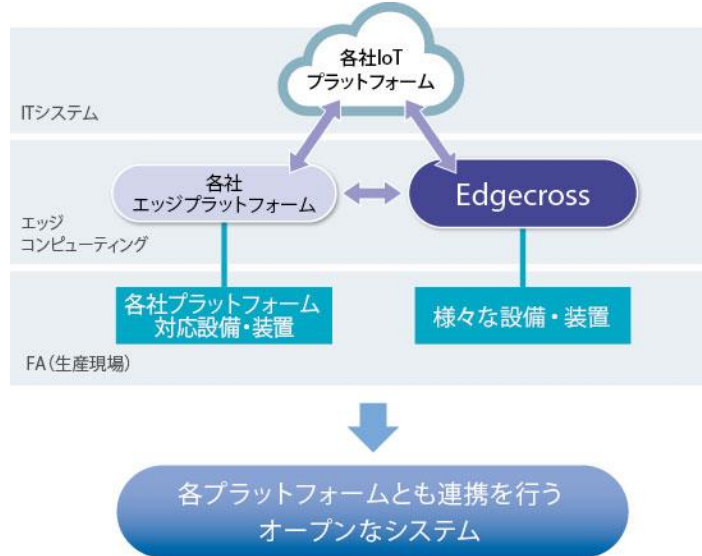 各社IoT
プラットフォーム
ITシステム
各社
エッジプラットフォーム
Edgecross
エッジ
コンピューティング
各社プラットフォーム
対応設備・装置
様々な設備・装置
FA（生産現場）
各プラットフォームとも連携を行う
オープンなシステム